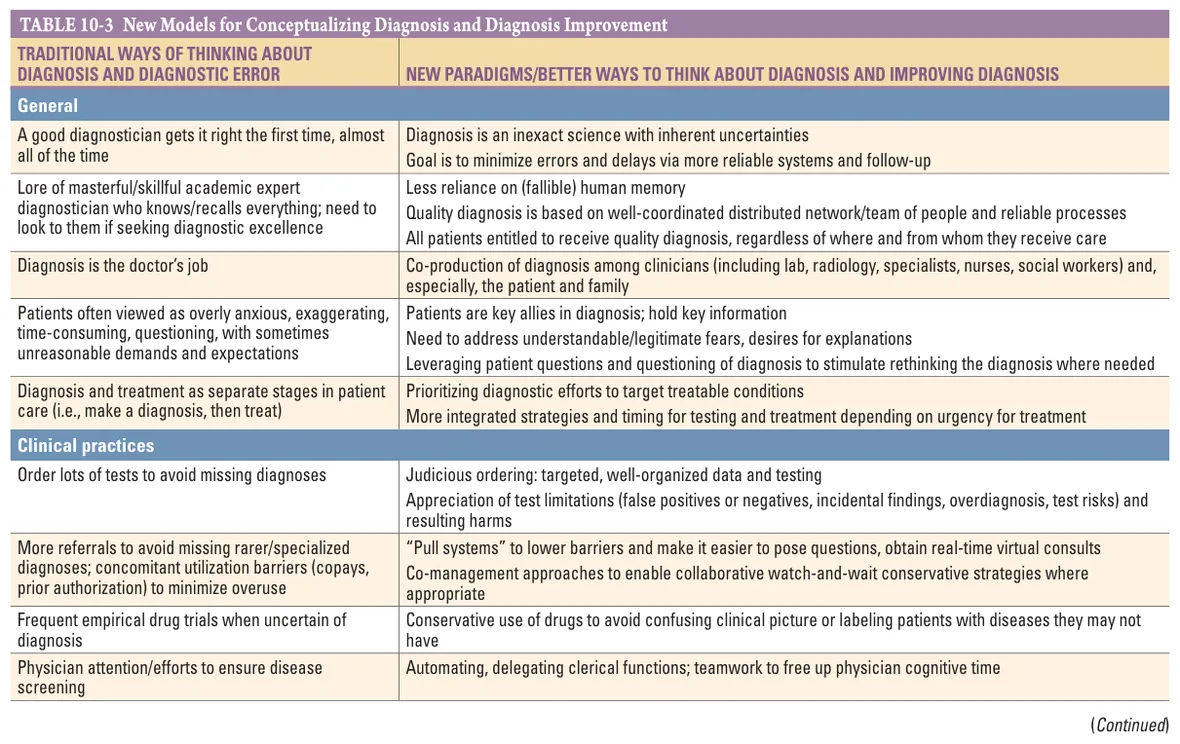 TABLE 10-3 New Models for Conceptualizing Diagnosis and Diagnosis Improvement
TRADITIONAL WAYS OF THINKING ABOUT
DIAGNOSIS AND DIAGNOSTIC ERROR
NEW PARADIGMS/BETTER WAYS TO THINK ABOUT DIAGNOSIS AND IMPROVING DIAGNOSIS
General
A good diagnostician gets it right the first time, almost
all of the time
Diagnosis is an inexact science with inherent uncertainties
Goal is to minimize errors and delays via more reliable systems and follow-up
Lore of masterful/skillful academic expert
diagnostician who knows/recalls everything; need to
look to them if seeking diagnostic excellence
Less reliance on (fallible) human memory
Quality diagnosis is based on well-coordinated distributed network/team of people and reliable processes
All patients entitled to receive quality diagnosis, regardless of where and from whom they receive care
Diagnosis is the doctor's job
Co-production of diagnosis among clinicians (including lab, radiology, specialists, nurses, social workers) and,
especially, the patient and family
Patients often viewed as overly anxious, exaggerating,
time-consuming, questioning, with sometimes
unreasonable demands and expectations
Patients are key allies in diagnosis; hold key information
Need to address understandable/legitimate fears, desires for explanations
Leveraging patient questions and questioning of diagnosis to stimulate rethinking the diagnosis where needed
Diagnosis and treatment as separate stages in patient
care (i.e., make a diagnosis, then treat)
Prioritizing diagnostic efforts to target treatable conditions
More integrated strategies and timing for testing and treatment depending on urgency for treatment
Clinical practices
Order lots of tests to avoid missing diagnoses
Judicious ordering: targeted, well-organized data and testing
Appreciation of test limitations (false positives or negatives, incidental findings, overdiagnosis, test risks) and
resulting harms
More referrals to avoid missing rarer/specialized
diagnoses; concomitant utilization barriers (copays,
prior authorization) to minimize overuse
"Pull systems" to lower barriers and make it easier to pose questions, obtain real-time virtual consults
Co-management approaches to enable collaborative watch-and-wait conservative strategies where
appropriate
Frequent empirical drug trials when uncertain of
diagnosis
Conservative use of drugs to avoid confusing clinical picture or labeling patients with diseases they may not
have
Physician attention/efforts to ensure disease
screening
Automating, delegating clerical functions; teamwork to free up physician cognitive time
(Continued)